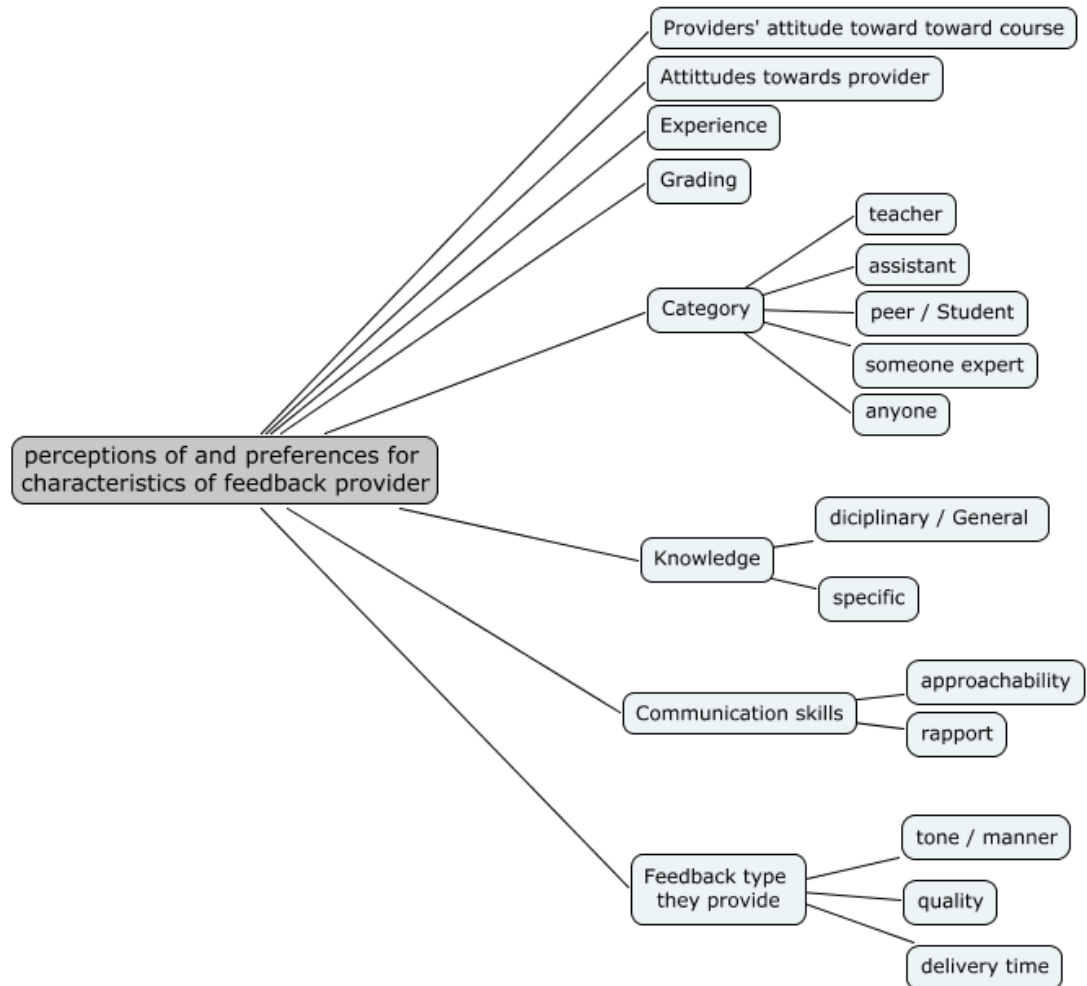 Providers' attitude toward toward course
Attittudes towards provider
Experience
Grading
teacher
assistant
Category
peer / Student
someone expert
anyone
perceptions of and preferences for
characteristics of feedback provider
diciplinary / General
Knowledge
specific
approachability
Communication skills
rapport
tone / manner
Feedback type
they provide
quality
delivery time